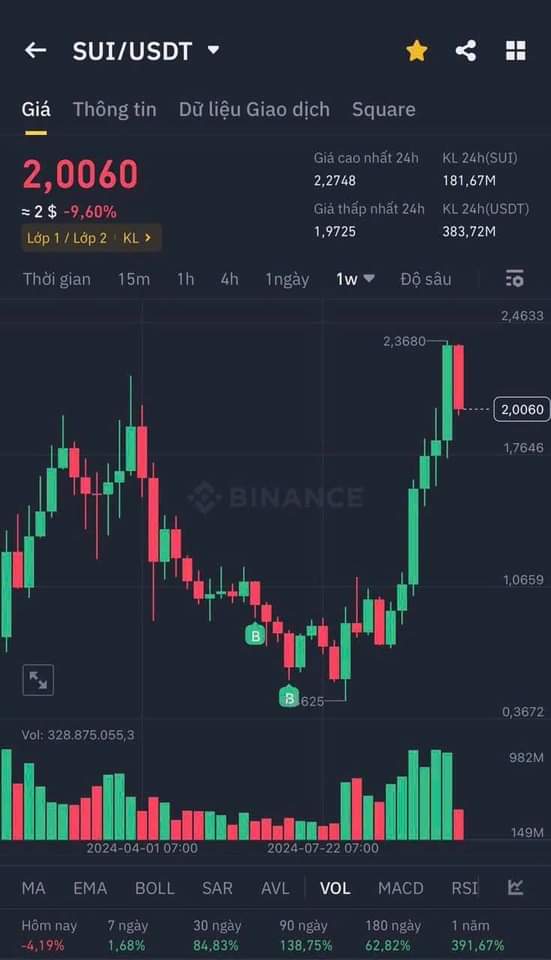 SUI/USDT
Giá Thông tin Dữ liệu Giao dịch Square
2,0060
≈ 2 $ -9,60%
Lớp 1 / Lớp 2 KL
Giá cao nhất 24h KL 24h(SUI)
2,2748 181,67M
Giá thấp nhất 24h KL 24h(USDT)
1,9725 383,72M
Thời gian 15m 1h 4h 1ngày 1w Độ sâu
2,4633
2,3680
2,0060
1,7646
BINANCE
1,0659
B
B
625
0,3672
Vol: 328.875.055,3
982M
149M
2024-04-01 07:00 2024-07-22 07:00
MA EMA BOLL SAR AVL VOL MACD RSI
Hôm nay 7 ngày 30 ngày 90 ngày 180 ngày 1 năm
-4,19% 1,68% 84,83% 138,75% 62,82% 391,67%